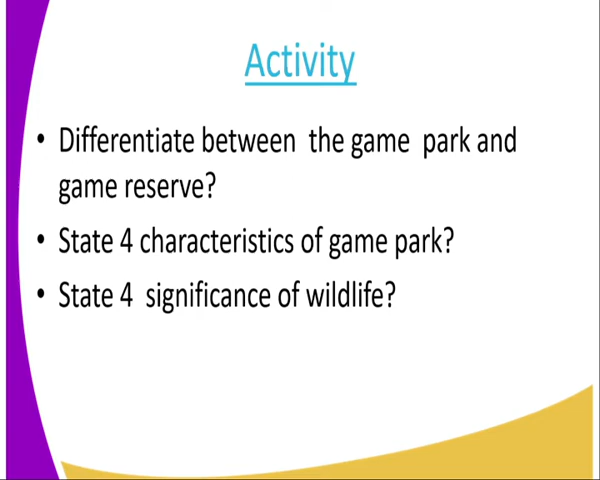 Activity
• Differentiate between the game park and
game reserve?
• State 4 characteristics of game park?
• State 4 significance of wildlife?